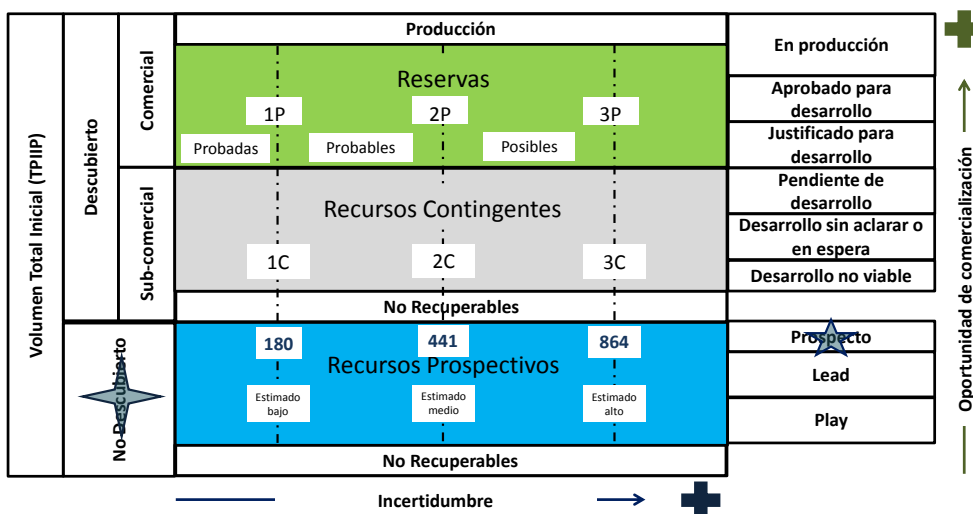 Volumen Total Inicial (TPIIP)
Descubierto
No-Descubierto
Comercial
Sub-comercial
Producción
Reservas
1P
2P
3P
Probadas
Probables
Posibles
Recursos Contingentes
1C
2C
3C
No Recuperables
180
441
864
Recursos Prospectivos
Estimado
bajo
Estimado
medio
Estimado
alto
No Recuperables
En producción
Aprobado para
desarrollo
Justificado para
desarrollo
Pendiente de
desarrollo
Desarrollo sin aclarar o
en espera
Desarrollo no viable
Prospecto
Lead
Play
Oportunidad de comercialización
Incertidumbre